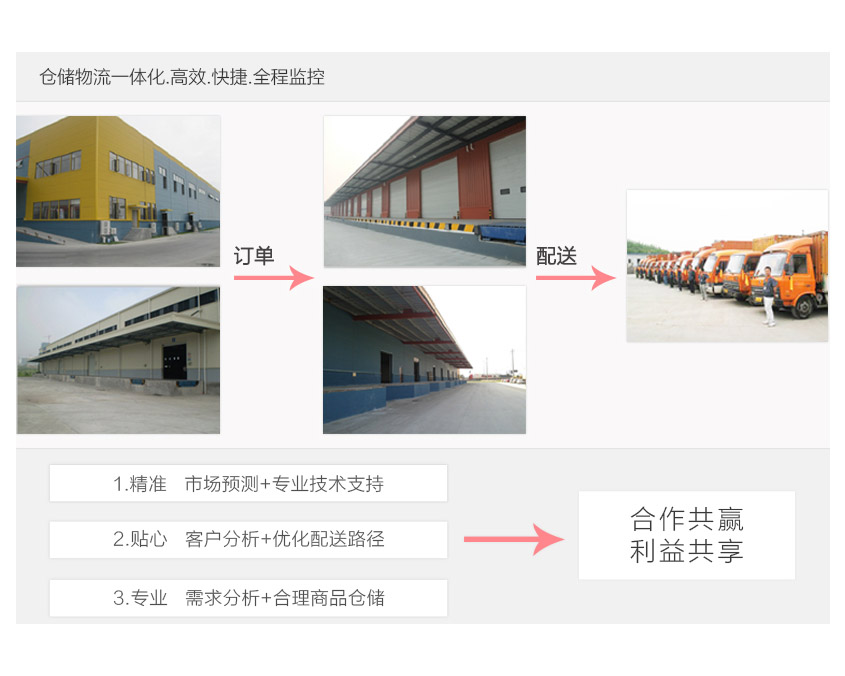 仓储物流一体化.高效.快捷.全程监控
订单
配送
1.精准 市场预测+专业技术支持
2.贴心 客户分析+优化配送路径
3.专业 需求分析+合理商品仓储
合作共赢
利益共享